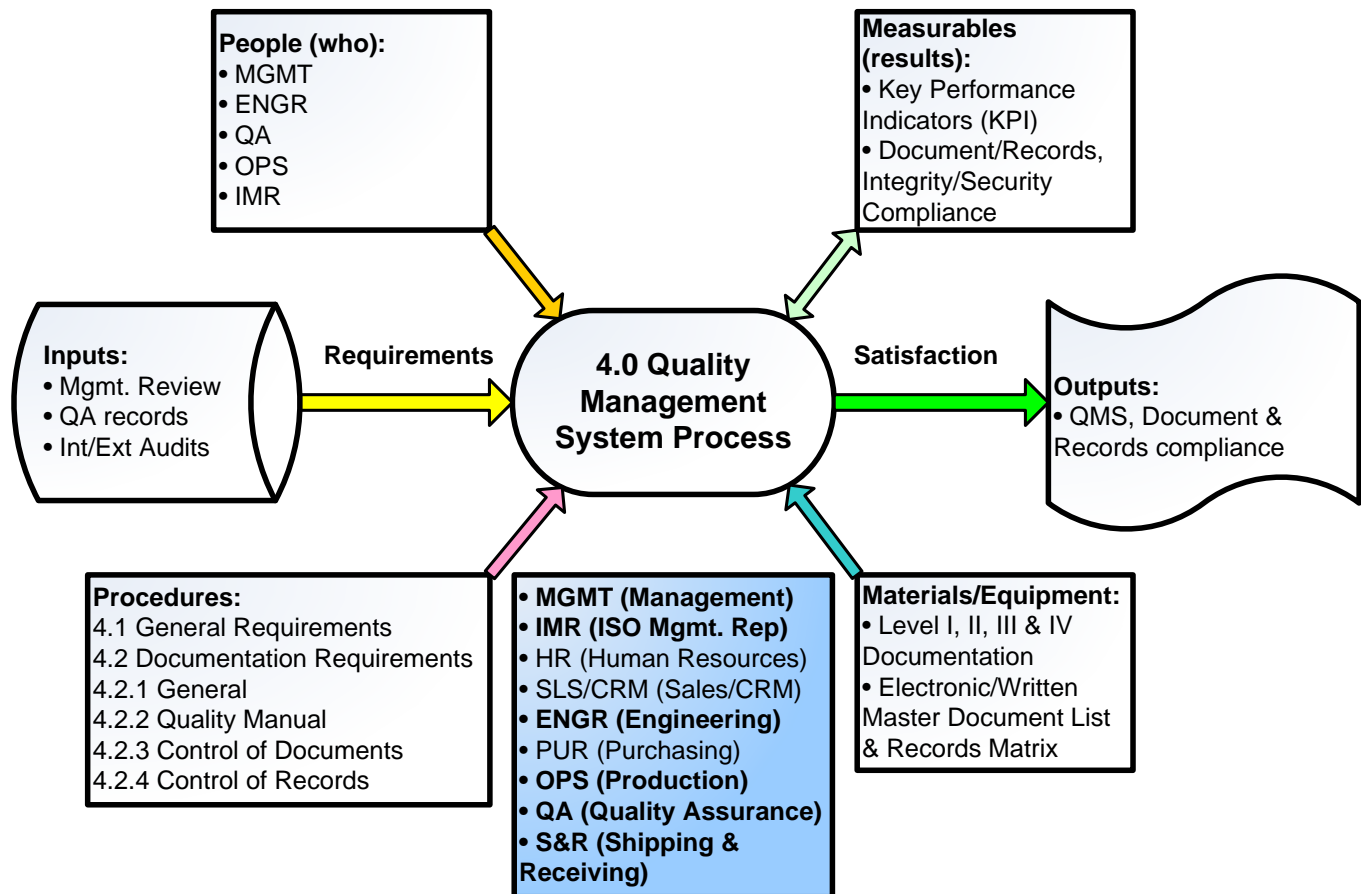 People (who):
• MGMT
• ENGR
• QA
• OPS
• IMR
Measurables
(results):
• Key Performance
Indicators (KPI)
• Document/Records,
Integrity/Security
Compliance
Inputs:
• Mgmt. Review
• QA records
• Int/Ext Audits
Requirements
4.0 Quality
Management
System Process
Satisfaction
Outputs:
• QMS, Document &
Records compliance
Procedures:
4.1 General Requirements
4.2 Documentation Requirements
4.2.1 General
4.2.2 Quality Manual
4.2.3 Control of Documents
4.2.4 Control of Records
• MGMT (Management)
• IMR (ISO Mgmt. Rep)
• HR (Human Resources)
• SLS/CRM (Sales/CRM)
• ENGR (Engineering)
• PUR (Purchasing)
• OPS (Production)
• QA (Quality Assurance)
• S&R (Shipping &
Receiving)
Materials/Equipment:
• Level I, II, III & IV
Documentation
• Electronic/Written
Master Document List
& Records Matrix